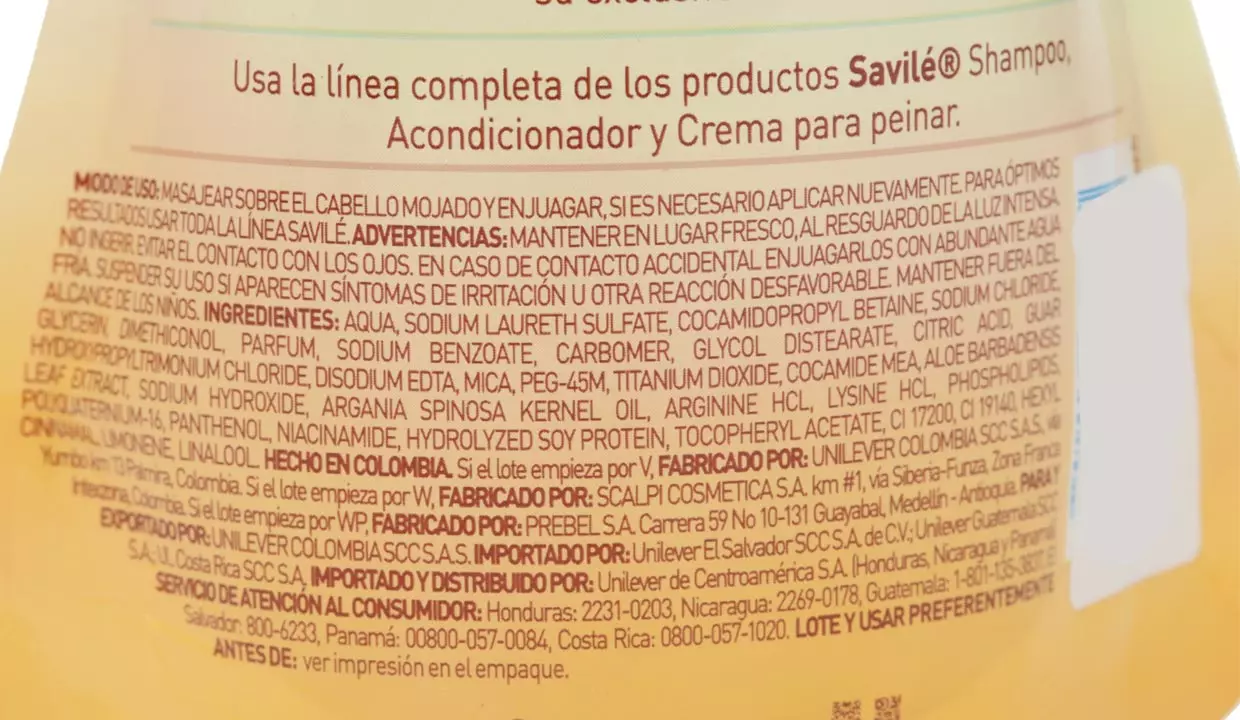 Su exclusiv
Usa la línea completa de los productos Savilé® Shampoo,
Acondicionador y Crema para peinar.
MODO DE USO: MASAJEAR SOBRE EL CABELLO MOJADO Y ENJUAGAR, SI ES NECESARIO APLICAR NUEVAMENTE. PARA ÓPTIMOS
RESULTADOS USAR TODA LA LÍNEA SAVILÉ. ADVERTENCIAS: MANTENER EN LUGAR FRESCO, AL RESGUARDO DE LA LUZ INTENSA.
NO INGERIR. EVITAR EL CONTACTO CON LOS OJOS. EN CASO DE CONTACTO ACCIDENTAL ENJUAGARLOS CON ABUNDANTE AGUA
FRIA. SUSPENDER SU USO SI APARECEN SÍNTOMAS DE IRRITACIÓN U OTRA REACCIÓN DESFAVORABLE. MANTENER FUERA DEL
ALCANCE DE LOS NIÑOS. INGREDIENTES: AQUA, SODIUM LAURETH SULFATE, COCAMIDOPROPYL BETAINE, SODIUM CHLORIDE,
GLYCERIN, DIMETHICONOL, PARFUM, SODIUM BENZOATE, CARBOMER, GLYCOL DISTEARATE, CITRIC ACID, GUAR
HYDROXYPROPYLTRIMONIUM CHLORIDE, DISODIUM EDTA, MICA, PEG-45M, TITANIUM DIOXIDE, COCAMIDE MEA, ALOE BARBADENSIS
LEAF EXTRACT, SODIUM HYDROXIDE, ARGANIA SPINOSA KERNEL OIL, ARGININE HCL, LYSINE HCL, PHOSPHOLIPIDS,
POLYQUATERNIUM-16, PANTHENOL, NIACINAMIDE, HYDROLYZED SOY PROTEIN, TOCOPHERYL ACETATE, CI 17200, CI 19140, HEXYL
CINNAMAL, LIMONENE, LINALOOL. HECHO EN COLOMBIA. Si el lote empieza por V, FABRICADO POR: UNILEVER COLOMBIA SCC S.A.S, vía
Yumbo km 13 Palmira, Colombia. Si el lote empieza por W, FABRICADO POR: SCALPI COSMETICA S.A. km #1, vía Siberia-Funza, Zona Franca
Interzona, Colombia. Si el lote empieza por WP, FABRICADO POR: PREBEL S.A. Carrera 59 No 10-131 Guayabal, Medellín - Antioquia. PARA Y
EXPORTADO POR: UNILEVER COLOMBIA SCC S.A.S. IMPORTADO POR: Unilever El Salvador SCC S.A. de C.V.; Unilever Guatemala SCC
S.A.; UL Costa Rica SCC S.A. IMPORTADO Y DISTRIBUIDO POR: Unilever de Centroamérica S.A. (Honduras, Nicaragua y Panamá)
SERVICIO DE ATENCIÓN AL CONSUMIDOR: Honduras: 2231-0203, Nicaragua: 2269-0178, Guatemala: 1-801-135-3837, El
Salvador: 800-6233, Panamá: 00800-057-0084, Costa Rica: 0800-057-1020. LOTE Y USAR PREFERENTEMENTE
ANTES DE: ver impresión en el empaque.